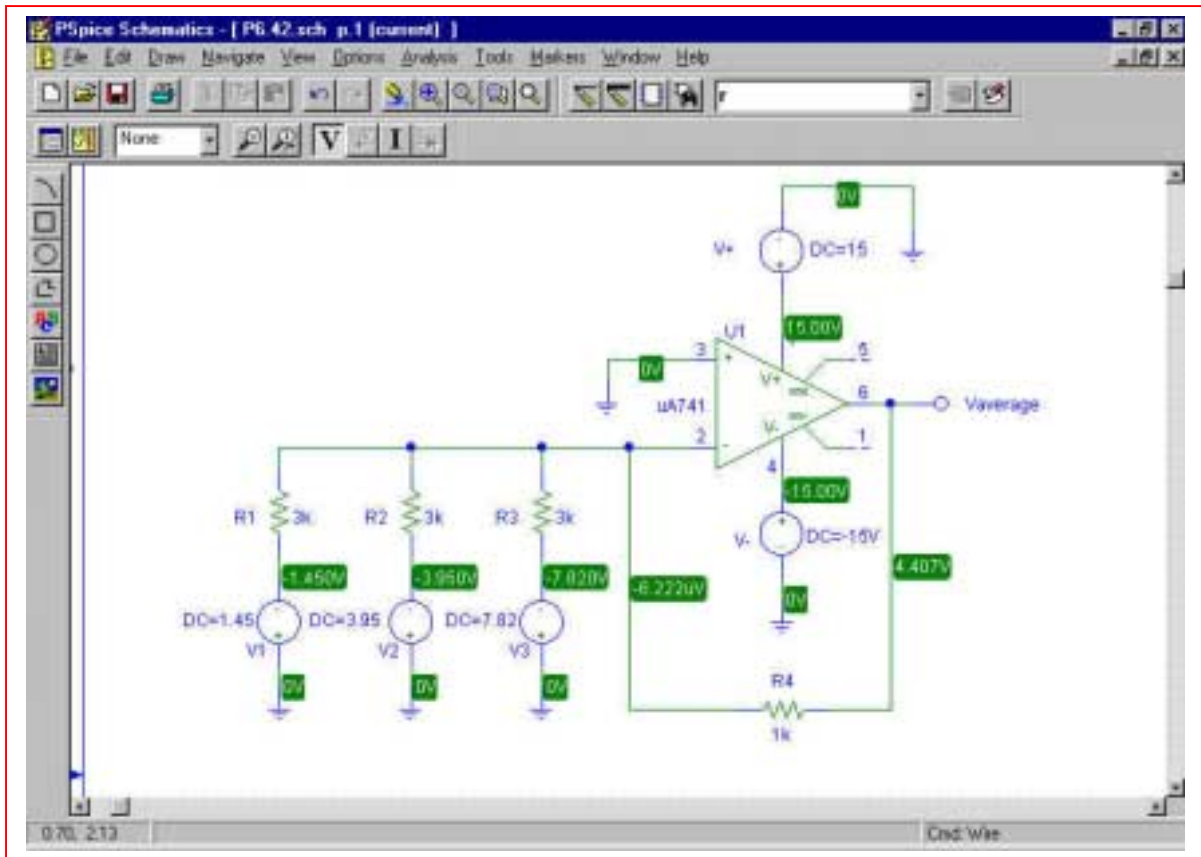 PSpice Schematics - [ P6.42.sch p.1 (current) ]
File Edit Draw Navigate View Options Analysis Tools Markers Window Help
r
None V I
0V
V+ DC=15
U1 15.00V
3 + 5
0V V+
uA741 6 Vaverage
V-
2 - 1
4
-15.00V
R1 3k R2 3k R3 3k
V- DC=-15V
-1.450V -3.950V -7.820V -6.222uV 4.407V
0V
DC=1.45 DC=3.95 DC=7.82
V1 V2 V3
0V 0V 0V
R4
1k
0.70, 2.13 Cmd: Wire